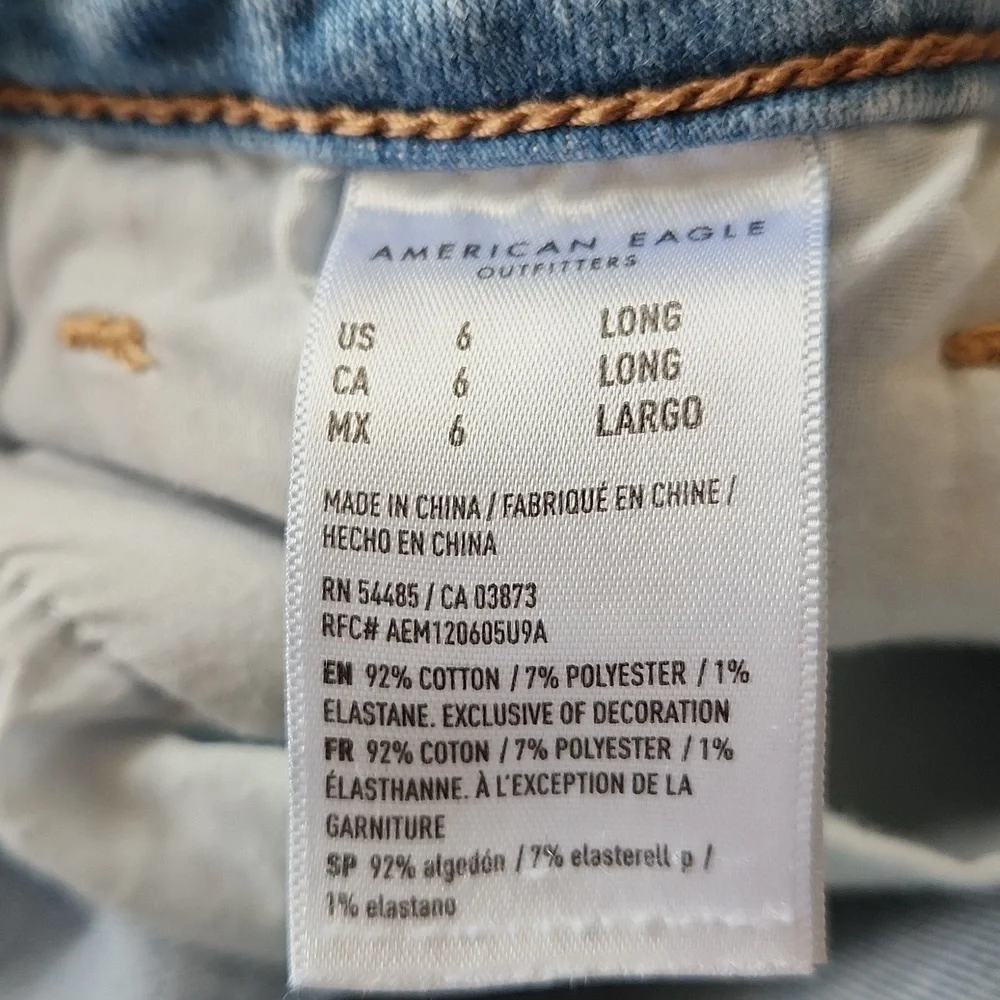 AMERICAN EAGLE
OUTFITTERS
US 6 LONG
CA 6 LONG
MX 6 LARGO
MADE IN CHINA / FABRIQUÉ EN CHINE /
HECHO EN CHINA
RN 54485 / CA 03873
RFC# AEM120605U9A
EN 92% COTTON / 7% POLYESTER / 1%
ELASTANE. EXCLUSIVE OF DECORATION
FR 92% COTON / 7% POLYESTER / 1%
ÉLASTHANNE. À L'EXCEPTION DE LA
GARNITURE
SP 92% algodón / 7% elasterell p /
1% elastano